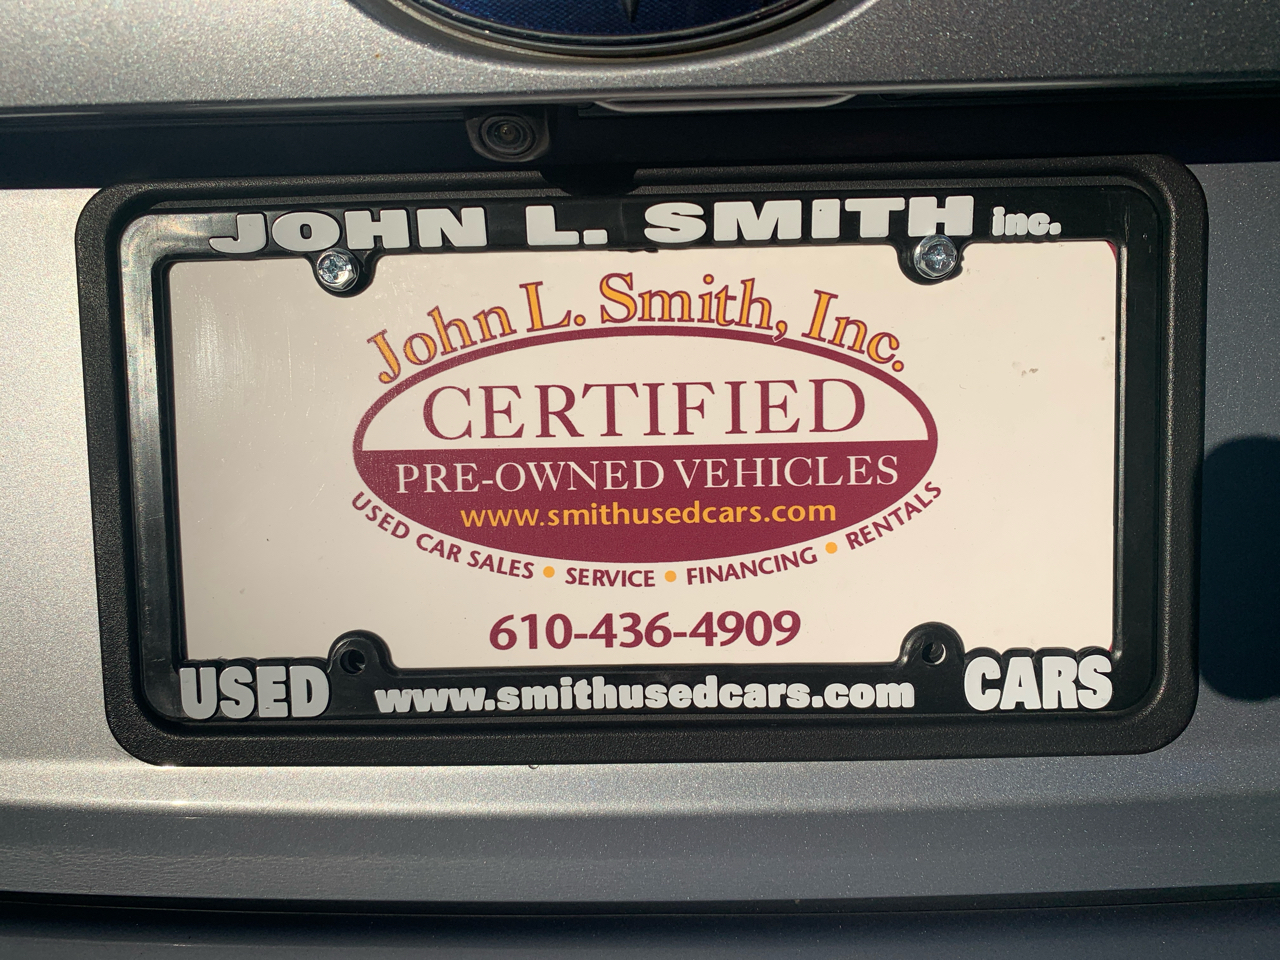 JOHN L. SMITH inc.
John L. Smith, Inc.
CERTIFIED
PRE-OWNED VEHICLES
www.smithusedcars.com
USED CAR SALES • SERVICE • FINANCING • RENTALS
610-436-4909
USED www.smithusedcars.com CARS